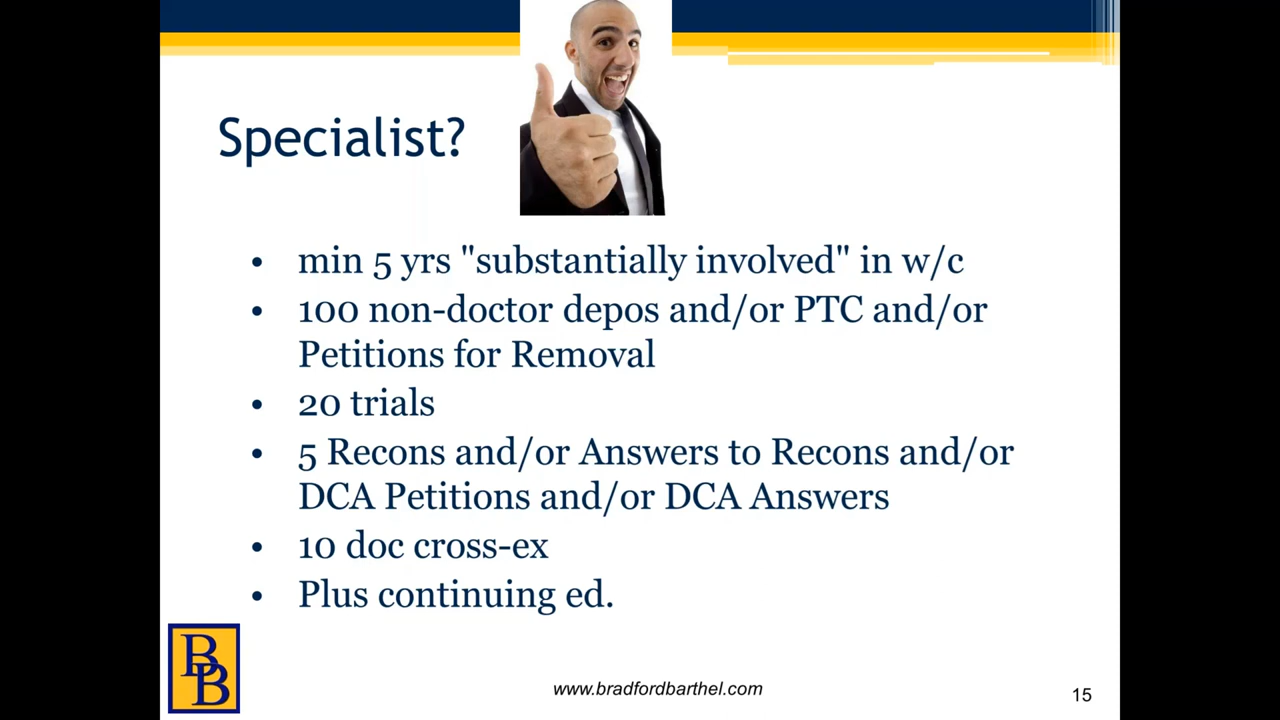 Specialist?
• min 5 yrs "substantially involved" in w/c
• 100 non-doctor depos and/or PTC and/or
Petitions for Removal
• 20 trials
• 5 Recons and/or Answers to Recons and/or
DCA Petitions and/or DCA Answers
• 10 doc cross-ex
• Plus continuing ed.
BB
www.bradfordbarthel.com
15